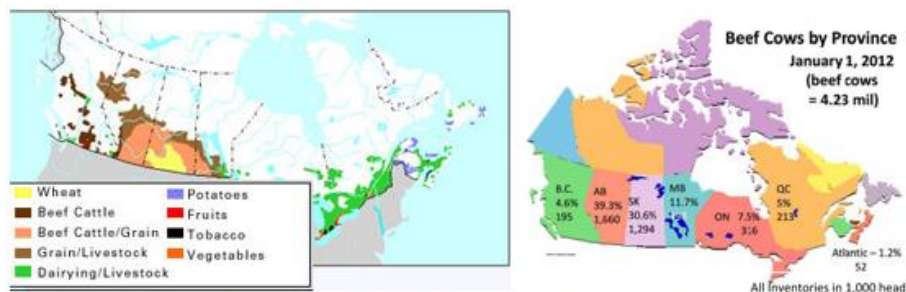 Wheat
Beef Cattle
Beef Cattle/Grain
Grain/Livestock
Dairying/Livestock
Potatoes
Fruits
Tobacco
Vegetables
Beef Cows by Province
January 1, 2012
(beef cows
= 4.23 mil)
B.C.
4.6%
195
AB
39.3%
1,660
SK
30.6%
1,294
MB
11.7%
ON 7.5%
316
QC
5%
213
Atlantic – 1.2%
52
All Inventories in 1,000 head